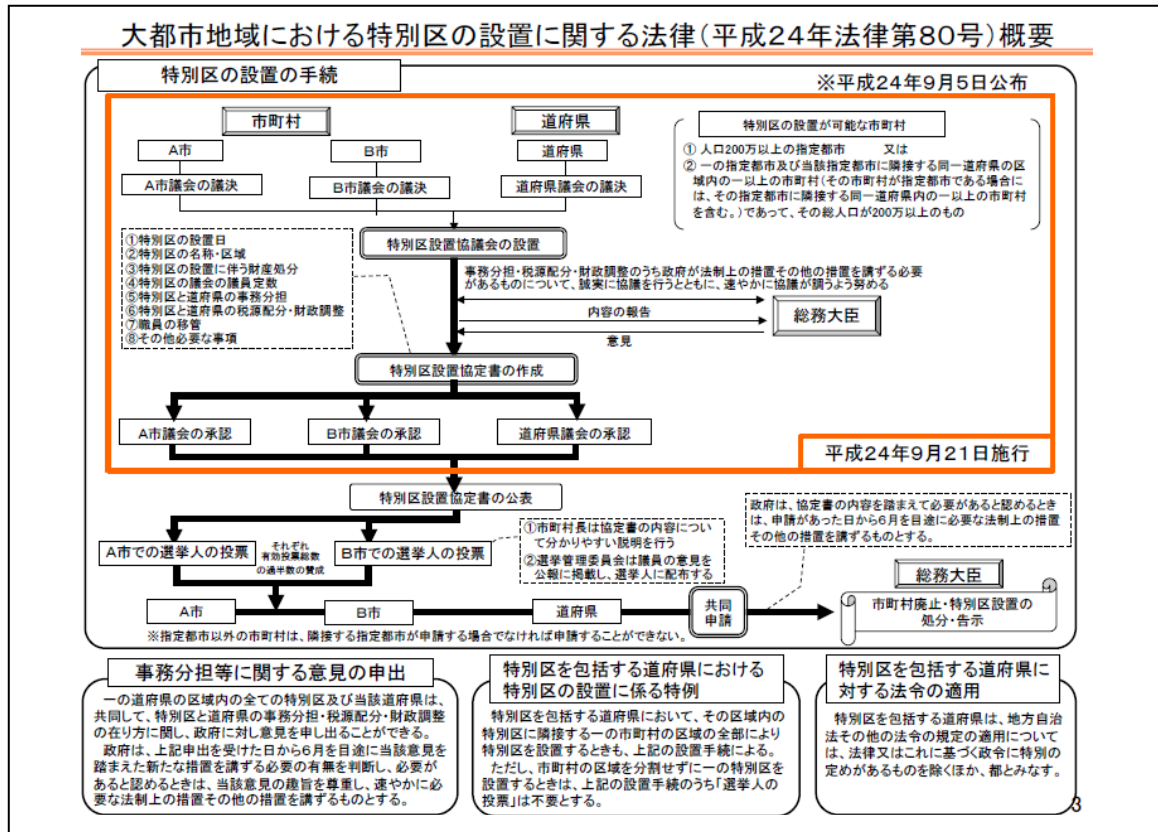 大都市地域における特別区の設置に関する法律(平成24年法律第80号)概要
特別区の設置の手続
※平成24年9月5日公布
市町村
道府県
A市
B市
道府県
A市議会の議決
B市議会の議決
道府県議会の議決
特別区の設置が可能な市町村
① 人口200万以上の指定都市 又は
② 一の指定都市及び当該指定都市に隣接する同一道府県の区
域内の一以上の市町村(その市町村が指定都市である場合に
は、その指定都市に隣接する同一道府県内の一以上の市町村
を含む。)であって、その総人口が200万以上のもの
特別区設置協議会の設置
①特別区の設置日
②特別区の名称・区域
③特別区の設置に伴う財産処分
④特別区の議会の議員定数
⑤特別区と道府県の事務分担
⑥特別区と道府県の税源配分・財政調整
⑦職員の移管
⑧その他必要な事項
事務分担・税源配分・財政調整のうち政府が法制上の措置その他の措置を講ずる必要
があるものについて、誠実に協議を行うとともに、速やかに協議が調うよう努める
内容の報告
意見
総務大臣
特別区設置協定書の作成
A市議会の承認
B市議会の承認
道府県議会の承認
平成24年9月21日施行
特別区設置協定書の公表
A市での選挙人の投票
それぞれ
有効投票総数
の過半数の賛成
B市での選挙人の投票
①市町村長は協定書の内容につい
て分かりやすい説明を行う
②選挙管理委員会は議員の意見を
公報に掲載し、選挙人に配布する
政府は、協定書の内容を踏まえて必要があると認めるとき
は、申請があった日から6月を目途に必要な法制上の措置
その他の措置を講ずるものとする。
A市
B市
道府県
共同
申請
総務大臣
市町村廃止・特別区設置の
処分・告示
※指定都市以外の市町村は、隣接する指定都市が申請する場合でなければ申請することができない。
事務分担等に関する意見の申出
一の道府県の区域内の全ての特別区及び当該道府県は、
共同して、特別区と道府県の事務分担・税源配分・財政調整
の在り方に関し、政府に対し意見を申し出ることができる。
政府は、上記申出を受けた日から6月を目途に当該意見を
踏まえた新たな措置を講ずる必要の有無を判断し、必要が
あると認めるときは、当該意見の趣旨を尊重し、速やかに必
要な法制上の措置その他の措置を講ずるものとする。
特別区を包括する道府県における
特別区の設置に係る特例
特別区を包括する道府県において、その区域内の
特別区に隣接する一の市町村の区域の全部により
特別区を設置するときも、上記の設置手続による。
ただし、市町村の区域を分割せずに一の特別区を
設置するときは、上記の設置手続のうち「選挙人の
投票」は不要とする。
特別区を包括する道府県に
対する法令の適用
特別区を包括する道府県は、地方自治
法その他の法令の規定の適用について
は、法律又はこれに基づく政令に特別の
定めがあるものを除くほか、都とみなす。
3